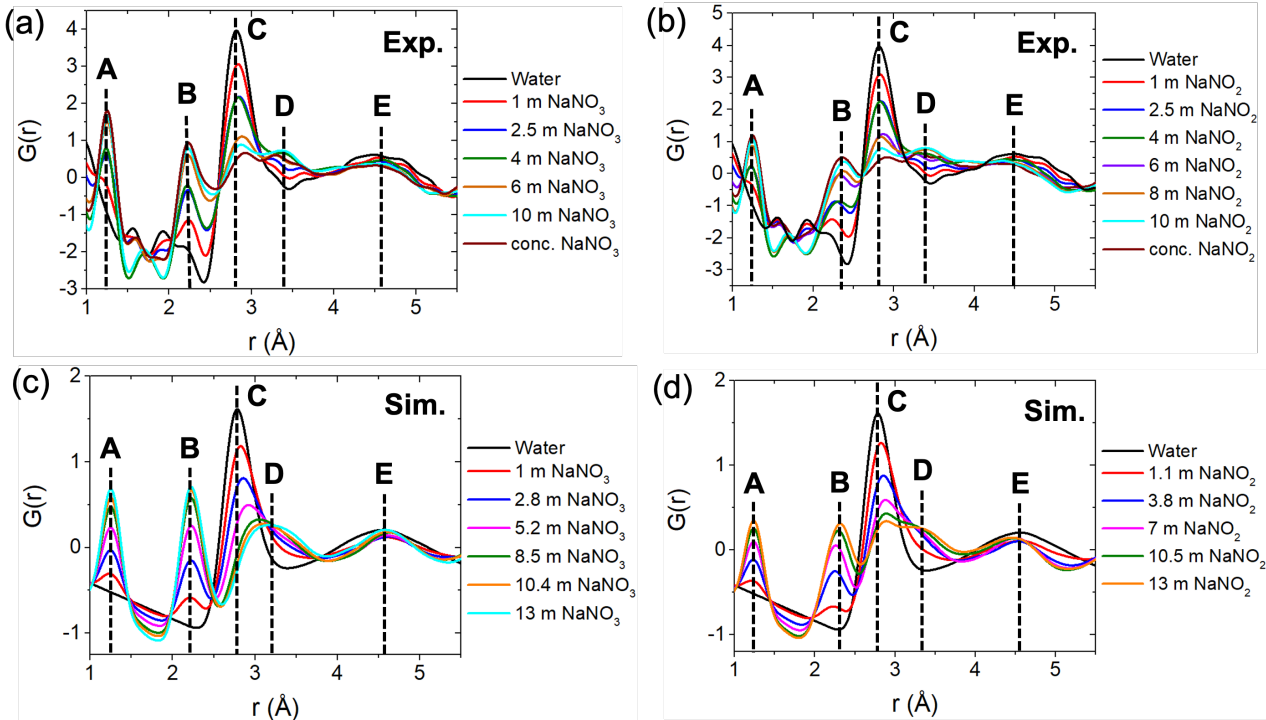 (a)
Exp.
A
B
C
D
E
G(r)
4
3
2
1
0
-1
-2
-3
1
2
3
4
5
r (Å)
Water
1 m NaNO₃
2.5 m NaNO₃
4 m NaNO₃
6 m NaNO₃
10 m NaNO₃
conc. NaNO₃
(b)
Exp.
A
B
C
D
E
G(r)
5
4
3
2
1
0
-1
-2
-3
1
2
3
4
5
r (Å)
Water
1 m NaNO₂
2.5 m NaNO₂
4 m NaNO₂
6 m NaNO₂
8 m NaNO₂
10 m NaNO₂
conc. NaNO₂
(c)
Sim.
A
B
C
D
E
G(r)
2
1
0
-1
1
2
3
4
5
r (Å)
Water
1 m NaNO₃
2.8 m NaNO₃
5.2 m NaNO₃
8.5 m NaNO₃
10.4 m NaNO₃
13 m NaNO₃
(d)
Sim.
A
B
C
D
E
G(r)
2
1
0
-1
1
2
3
4
5
r (Å)
Water
1.1 m NaNO₂
3.8 m NaNO₂
7 m NaNO₂
10.5 m NaNO₂
13 m NaNO₂